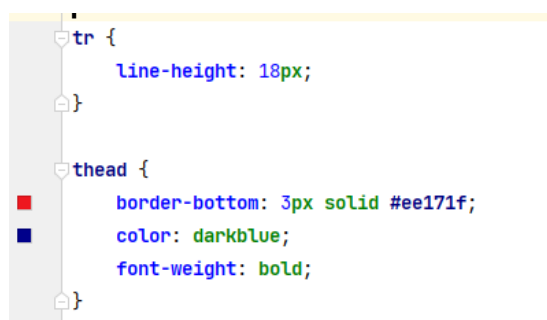 tr {
    line-height: 18px;
}

thead {
    border-bottom: 3px solid #ee171f;
    color: darkblue;
    font-weight: bold;
}